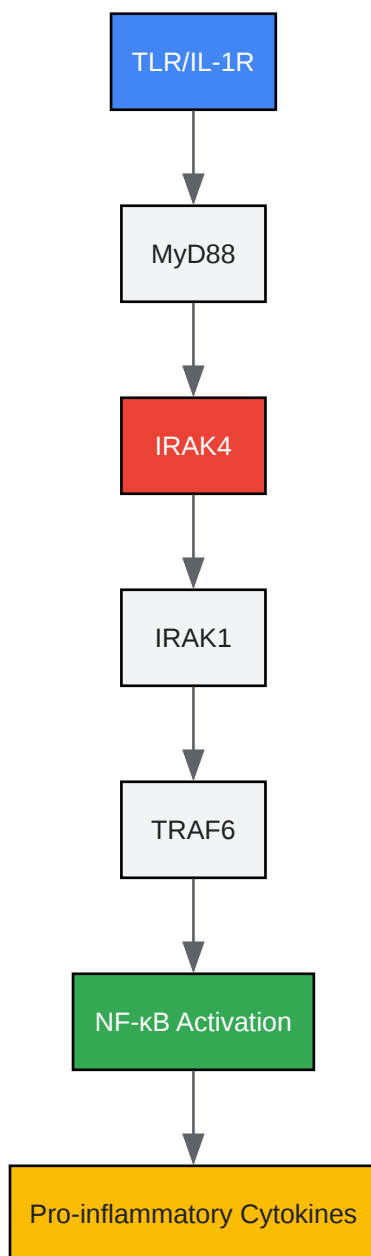 TLR/IL-1R
MyD88
IRAK4
IRAK1
TRAF6
NF-κB Activation
Pro-inflammatory Cytokines